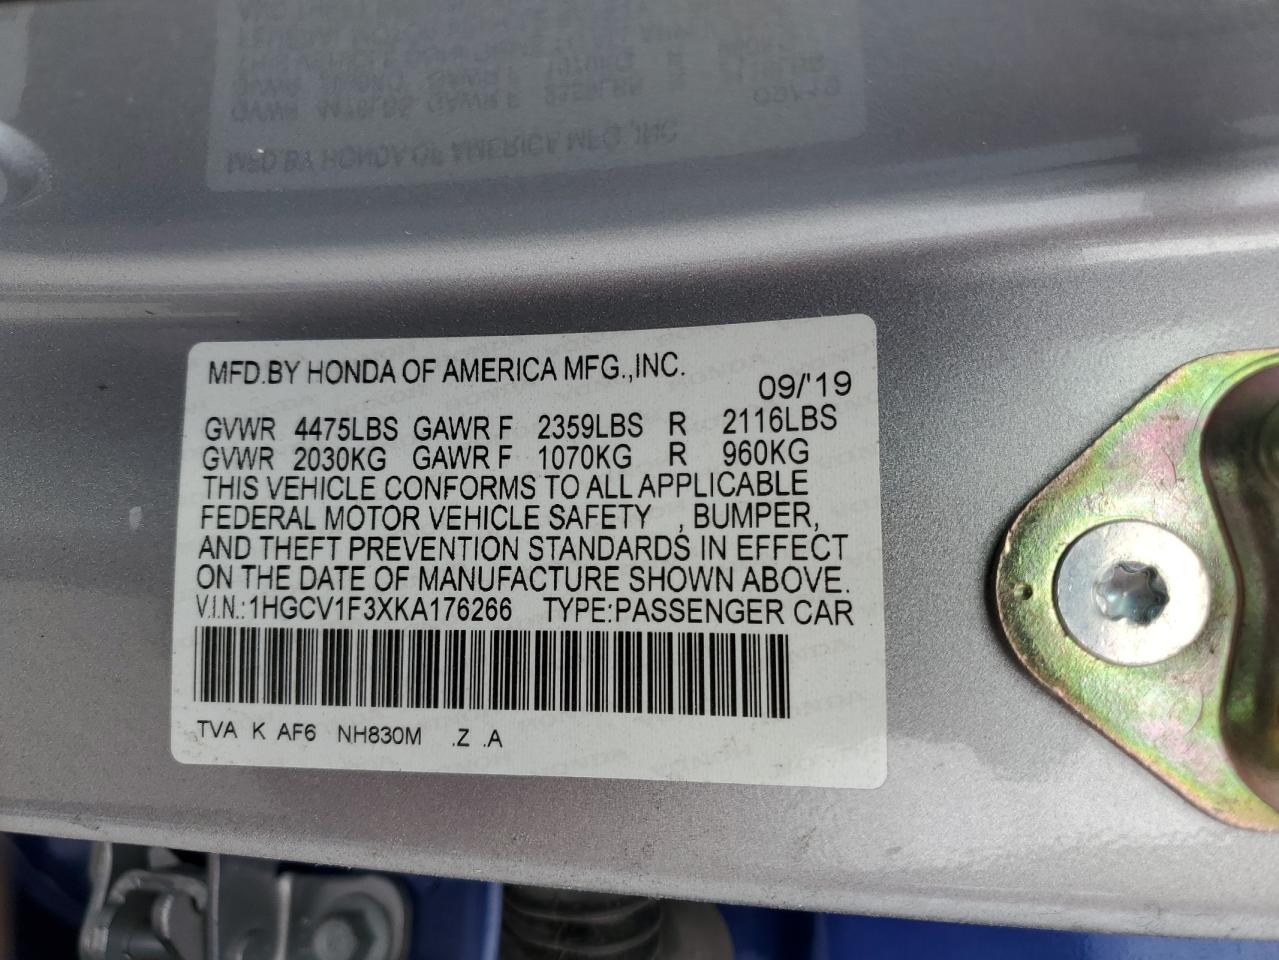 MFD.BY HONDA OF AMERICA MFG.,INC.
09/'19
GVWR 4475LBS GAWR F 2359LBS R 2116LBS
GVWR 2030KG GAWR F 1070KG R 960KG
THIS VEHICLE CONFORMS TO ALL APPLICABLE
FEDERAL MOTOR VEHICLE SAFETY , BUMPER,
AND THEFT PREVENTION STANDARDS IN EFFECT
ON THE DATE OF MANUFACTURE SHOWN ABOVE.
V.I.N.:1HGCV1F3XKA176266 TYPE:PASSENGER CAR
TVA K AF6 NH830M .Z .A